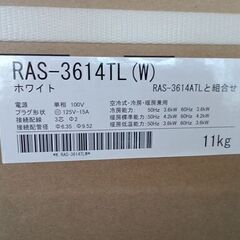 RAS-3614TL(W)
ホワイト RAS-3614ATLと組合せ
電源 単相 100V 空冷式・冷房・暖房兼用
プラグ形状 125V-15A 冷房能力 50Hz 3.6kW 60Hz 3.6kW
接続配線 3芯 Φ2 暖房標準能力 50Hz 4.2kW 60Hz 4.2kW
接続配管径 Φ6.35 Φ9.52 暖房低温能力 50Hz 3.6kW 60Hz 3.6kW
11kg
*K RAS-3614TLW*